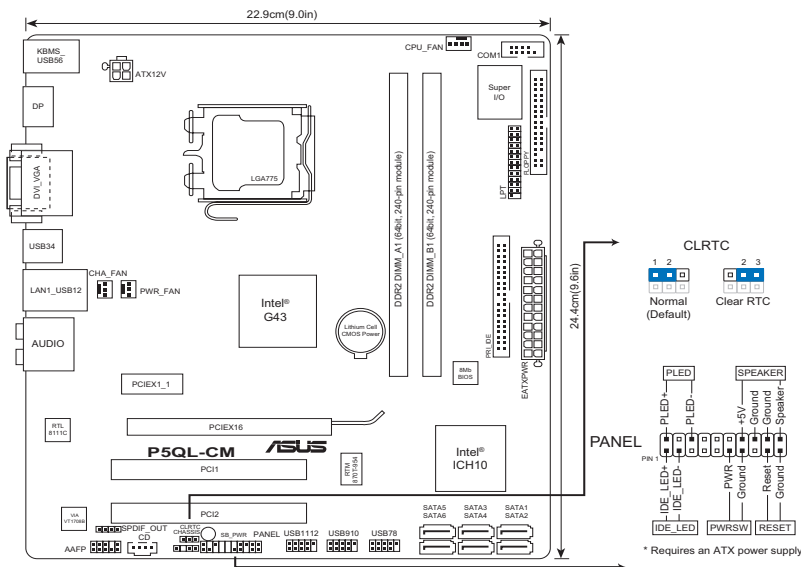 22.9cm(9.0in)
KBMS_
USB56
ATX12V
CPU_FAN
COM1
DP
Super
I/O
DVI_VGA
LGA775
DDR2 DIMM_A1 (64bit, 240-pin module)
DDR2 DIMM_B1 (64bit, 240-pin module)
LPT
FLOPPY
USB34
24.4cm(9.6in)
LAN1_USB12
CHA_FAN
PWR_FAN
Intel®
G43
Lithium Cell
CMOS Power
PRI_IDE
EATXPWR
AUDIO
8Mb
BIOS
PCIEX1_1
RTL
8111C
PCIEX16
P5QL-CM
ASUS
PCI1
RTM
870T-954
Intel®
ICH10
VIA
VT1708B
PCI2
SPDIF_OUT
CLRTC
CHASSIS
CD
AAFP
SB_PWR
PANEL
USB1112
USB910
USB78
SATA5
SATA6
SATA3
SATA4
SATA1
SATA2
CLRTC
1 2
2 3
Normal
(Default)
Clear RTC
PLED
SPEAKER
PLED+
PLED-
+5V
Ground
Ground
Speaker
PANEL
PIN 1
IDE_LED+
IDE_LED-
PWR
Ground
Reset
Ground
IDE_LED
PWRSW
RESET
* Requires an ATX power supply